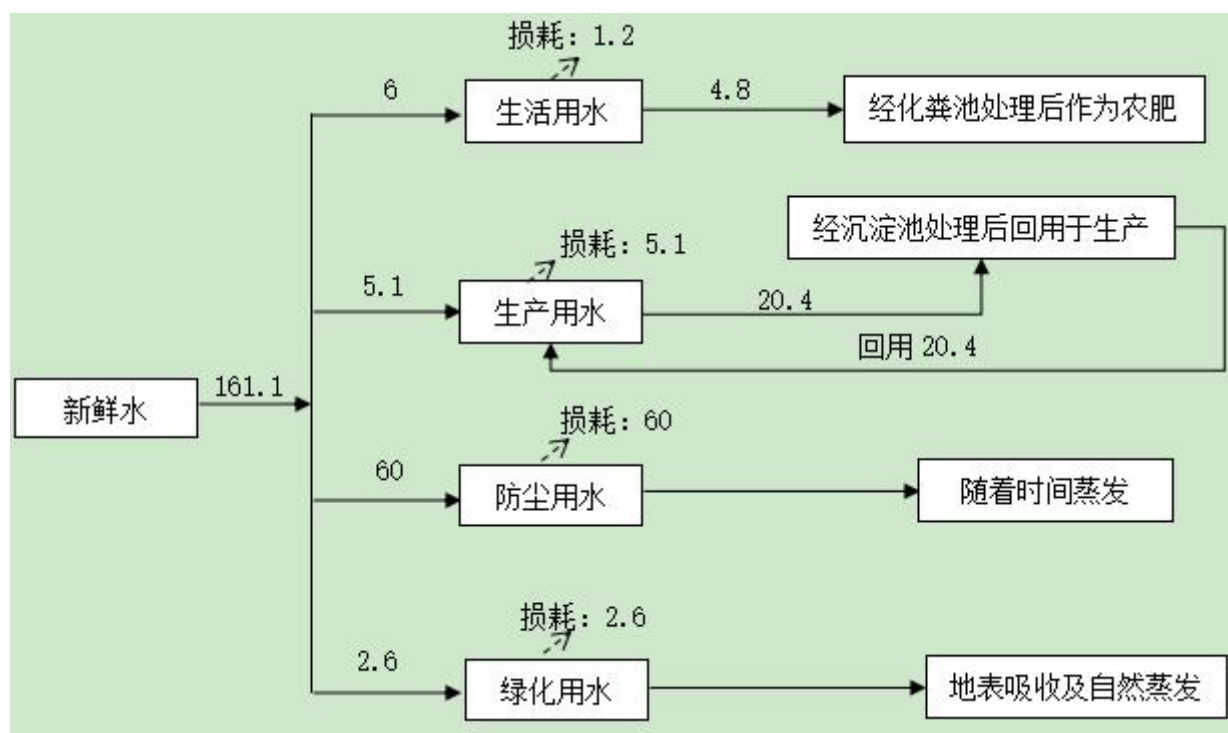 损耗：1.2
6
生活用水
4.8
经化粪池处理后作为农肥
经沉淀池处理后回用于生产
损耗：5.1
5.1
生产用水
20.4
回用 20.4
新鲜水
161.1
损耗：60
60
防尘用水
随着时间蒸发
损耗：2.6
2.6
绿化用水
地表吸收及自然蒸发